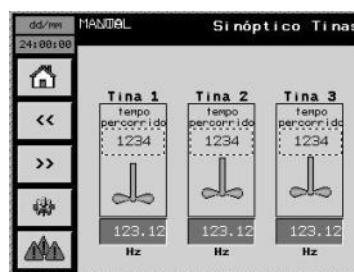 dd/mm MANUAL Sinóptico Tinas
24:00:00
<<
>>
Tina 1 Tina 2 Tina 3
tempo tempo tempo
percorrido percorrido percorrido
1234 1234 1234
123.12 123.12 123.12
Hz Hz Hz